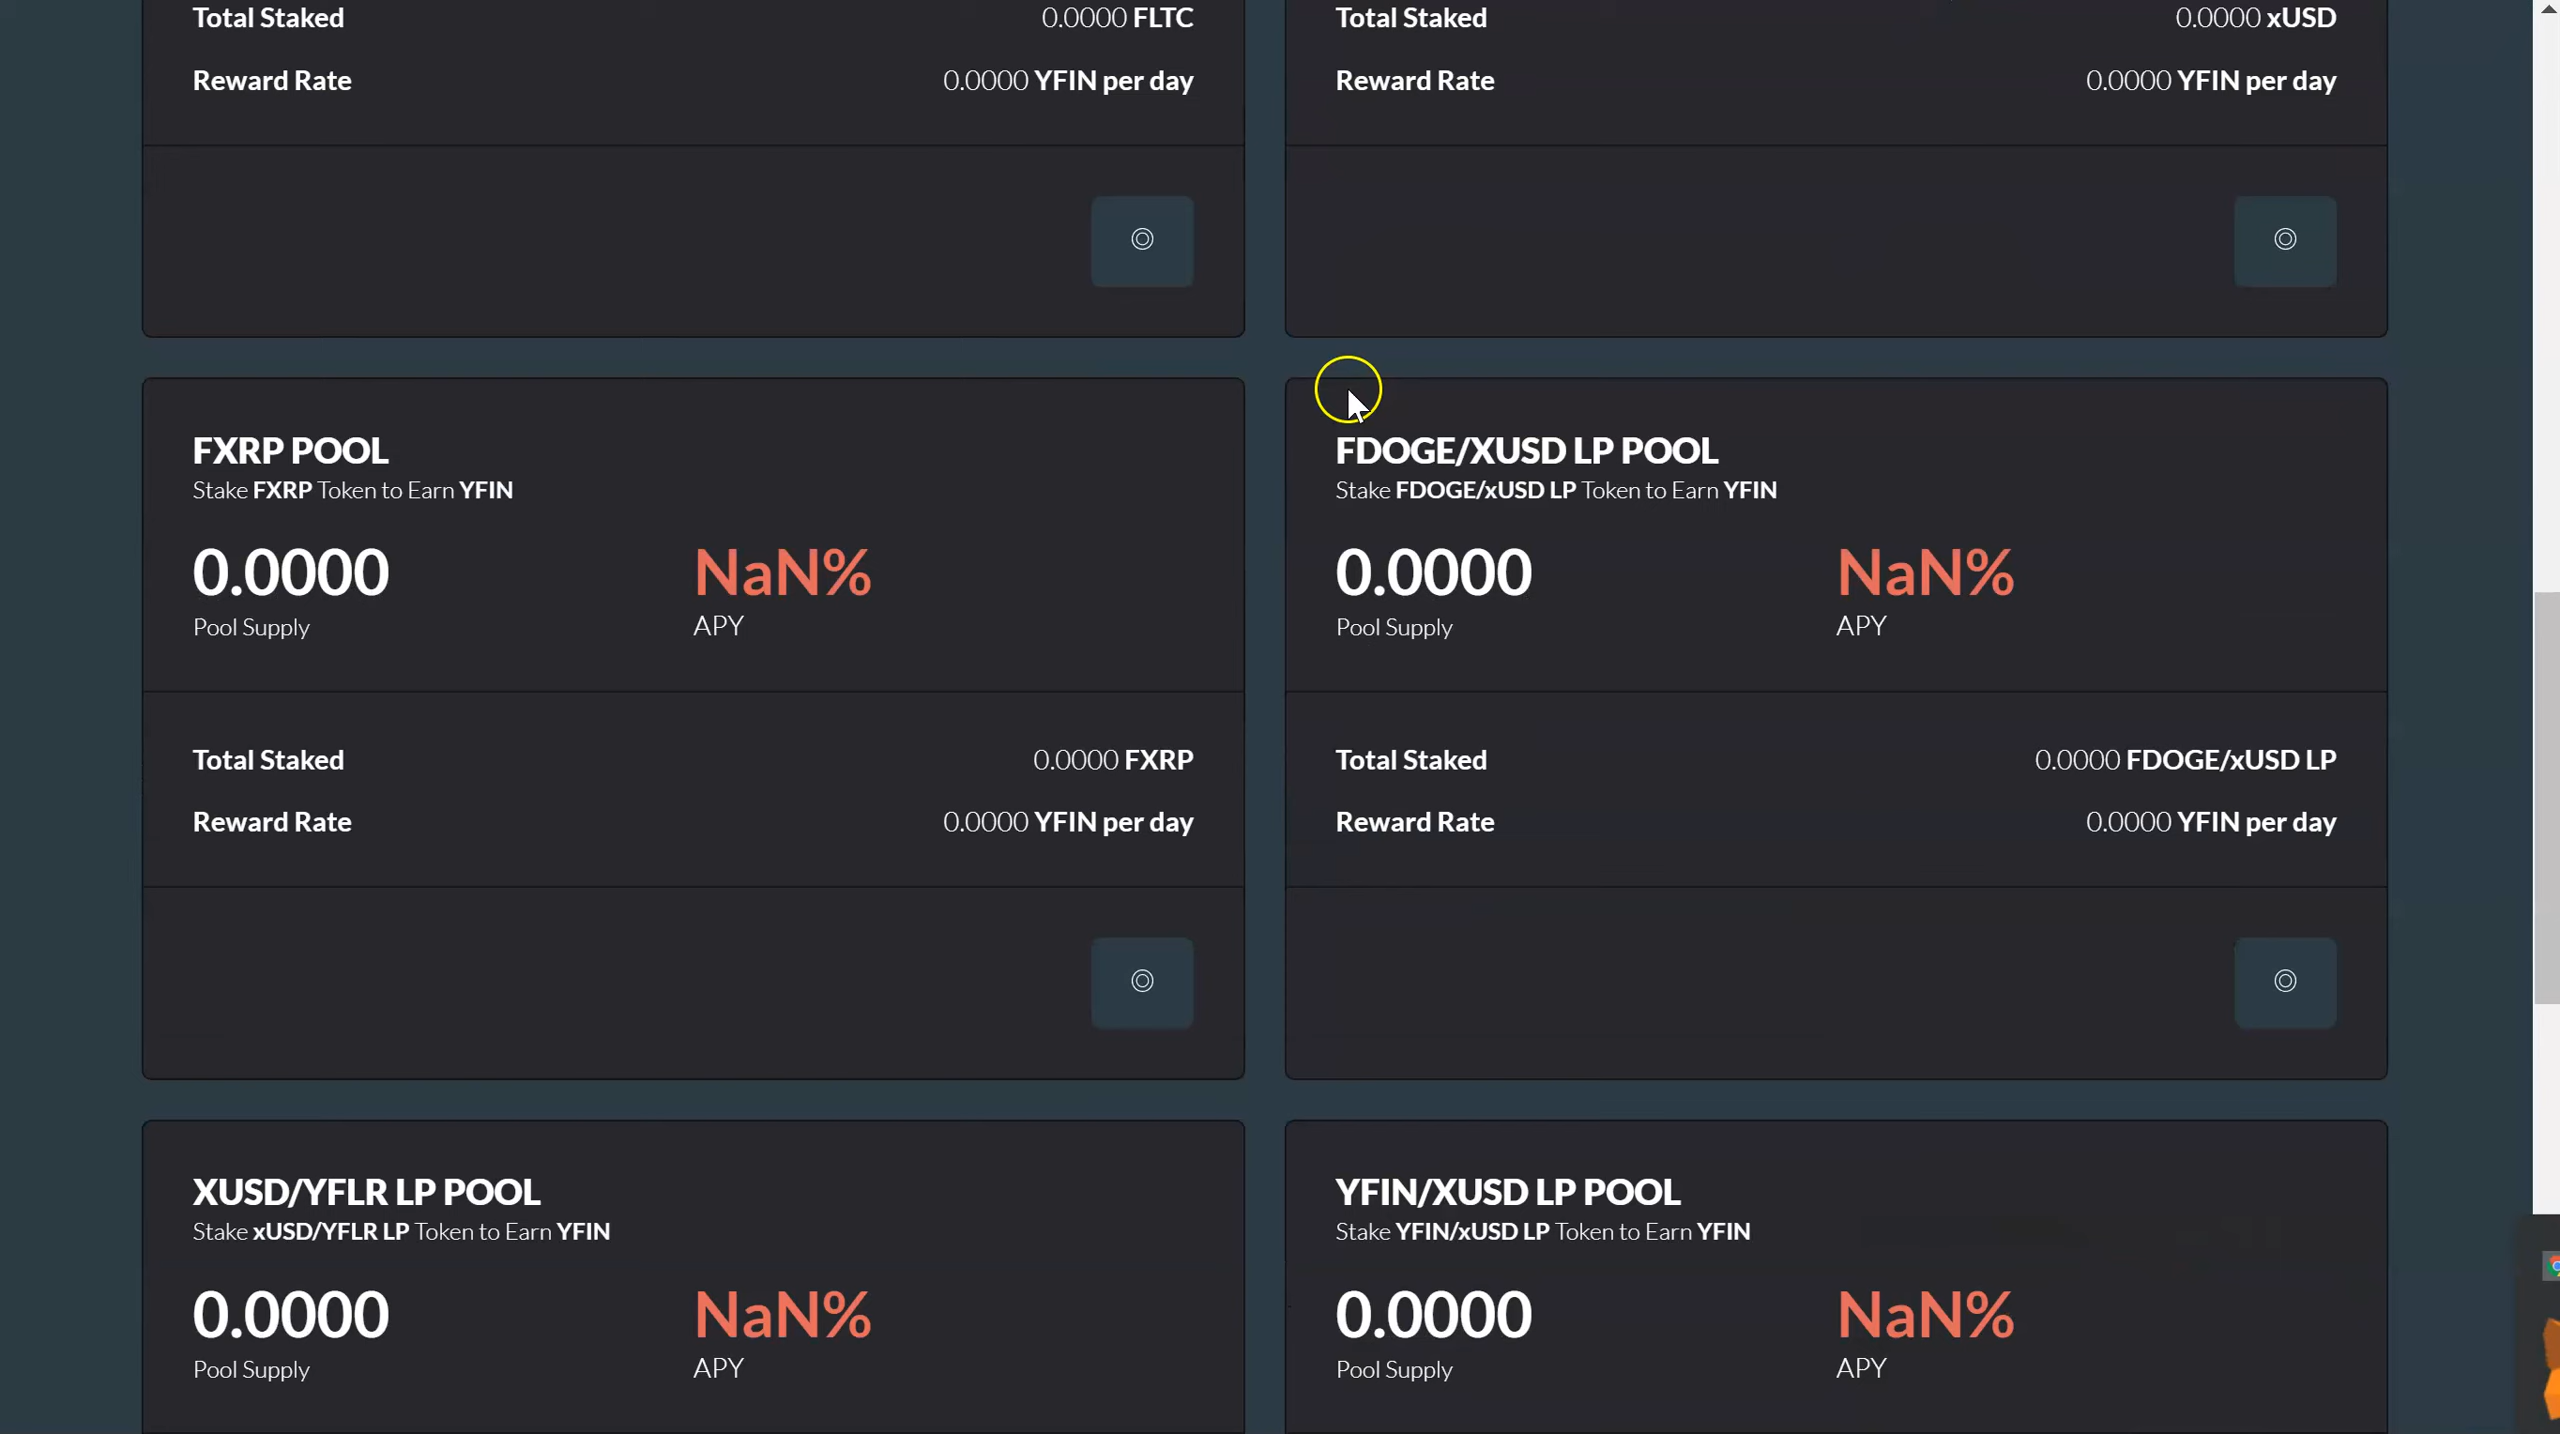 Total Staked 0.0000 FLTC
Reward Rate 0.0000 YFIN per day
Total Staked 0.0000 xUSD
Reward Rate 0.0000 YFIN per day
FXRP POOL
Stake FXRP Token to Earn YFIN
0.0000 NaN%
Pool Supply APY
Total Staked 0.0000 FXRP
Reward Rate 0.0000 YFIN per day
FDOGE/XUSD LP POOL
Stake FDOGE/xUSD LP Token to Earn YFIN
0.0000 NaN%
Pool Supply APY
Total Staked 0.0000 FDOGE/xUSD LP
Reward Rate 0.0000 YFIN per day
XUSD/YFLR LP POOL
Stake xUSD/YFLR LP Token to Earn YFIN
0.0000 NaN%
Pool Supply APY
YFIN/XUSD LP POOL
Stake YFIN/xUSD LP Token to Earn YFIN
0.0000 NaN%
Pool Supply APY